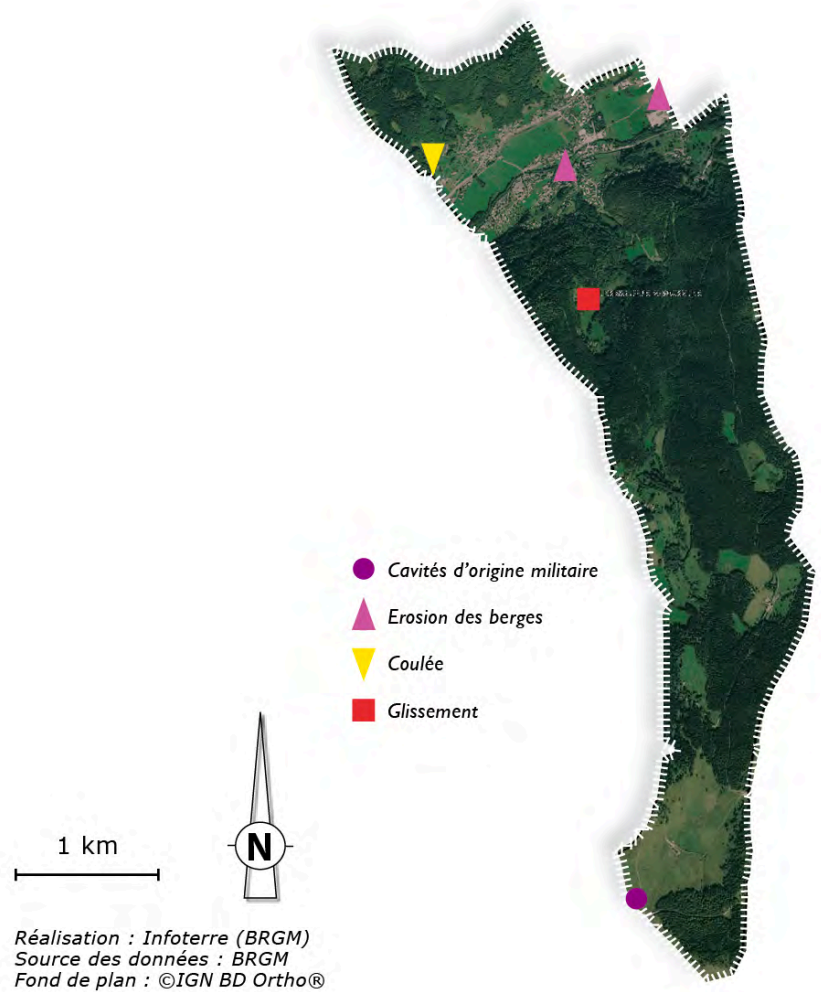 Cavités d'origine militaire
Erosion des berges
Coulée
Glissement
N
1 km
Réalisation : Infoterre (BRGM)
Source des données : BRGM
Fond de plan : ©IGN BD Ortho®